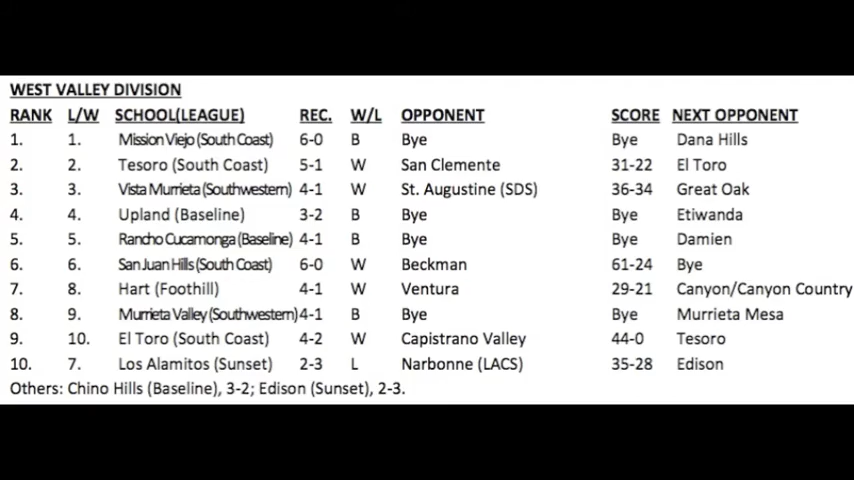 WEST VALLEY DIVISION
RANK L/W SCHOOL(LEAGUE) REC. W/L OPPONENT SCORE NEXT OPPONENT
1. 1. Mission Viejo (South Coast) 6-0 B Bye Bye Dana Hills
2. 2. Tesoro (South Coast) 5-1 W San Clemente 31-22 El Toro
3. 3. Vista Murrieta (Southwestern) 4-1 W St. Augustine (SDS) 36-34 Great Oak
4. 4. Upland (Baseline) 3-2 B Bye Bye Etiwanda
5. 5. Rancho Cucamonga (Baseline) 4-1 B Bye Bye Damien
6. 6. San Juan Hills (South Coast) 6-0 W Beckman 61-24 Bye
7. 8. Hart (Foothill) 4-1 W Ventura 29-21 Canyon/Canyon Country
8. 9. Murrieta Valley (Southwestern) 4-1 B Bye Bye Murrieta Mesa
9. 10. El Toro (South Coast) 4-2 W Capistrano Valley 44-0 Tesoro
10. 7. Los Alamitos (Sunset) 2-3 L Narbonne (LACS) 35-28 Edison
Others: Chino Hills (Baseline), 3-2; Edison (Sunset), 2-3.